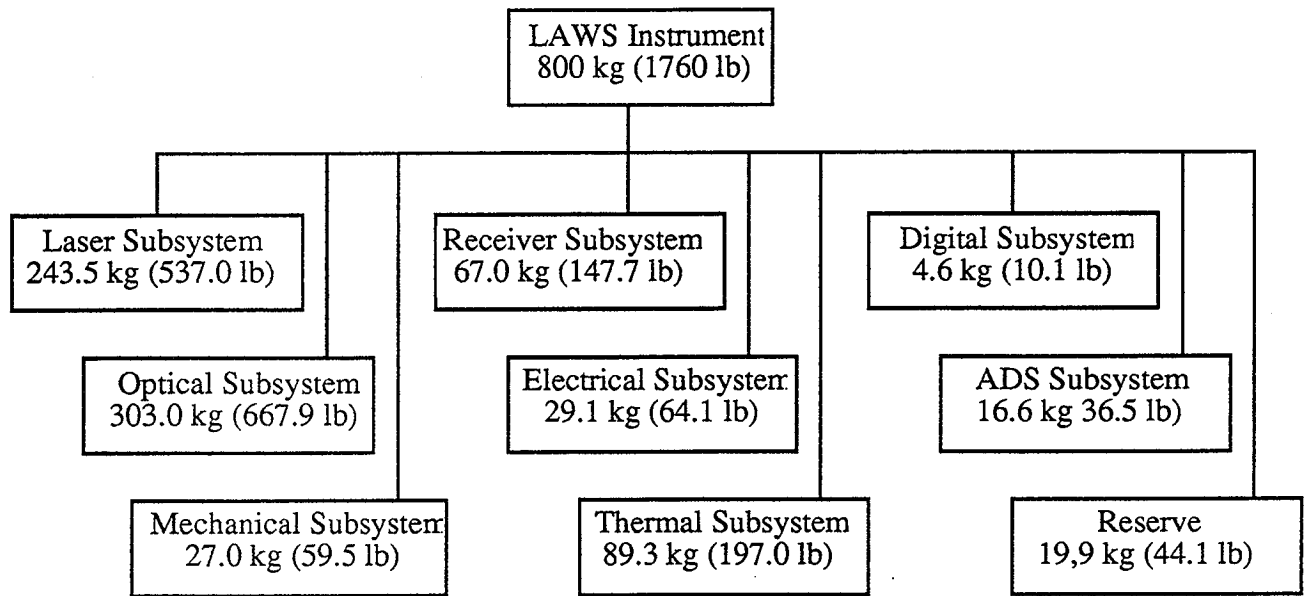 LAWS Instrument
800 kg (1760 lb)
Laser Subsystem
243.5 kg (537.0 lb)
Receiver Subsystem
67.0 kg (147.7 lb)
Digital Subsystem
4.6 kg (10.1 lb)
Optical Subsystem
303.0 kg (667.9 lb)
Electrical Subsystem
29.1 kg (64.1 lb)
ADS Subsystem
16.6 kg 36.5 lb)
Mechanical Subsystem
27.0 kg (59.5 lb)
Thermal Subsystem
89.3 kg (197.0 lb)
Reserve
19,9 kg (44.1 lb)